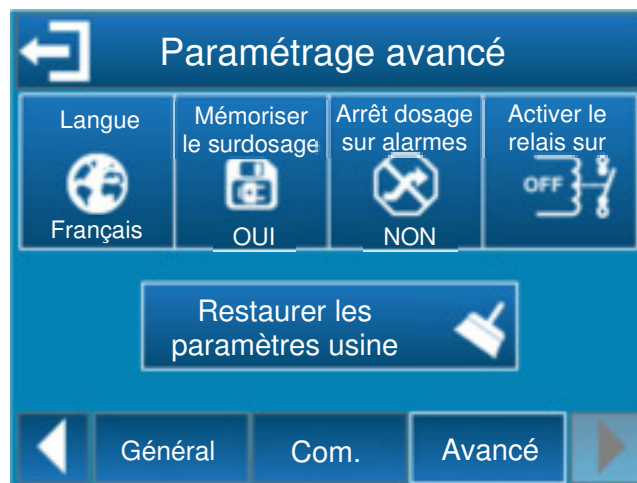 Paramétrage avancé
Langue
Français
Mémoriser
le surdosage
OUI
Arrêt dosage
sur alarmes
NON
Activer le
relais sur
OFF
Restaurer les
paramètres usine
Général
Com.
Avancé